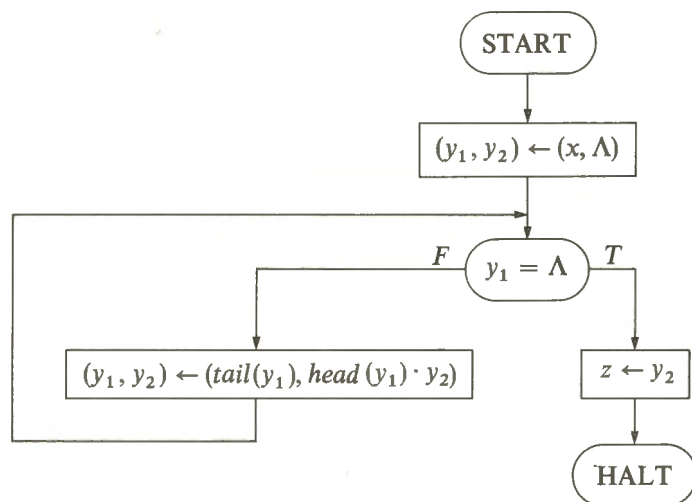 START
(y₁, y₂) ← (x, Λ)
F
y₁ = Λ
T
(y₁, y₂) ← (tail(y₁), head (y₁) · y₂)
z ← y₂
HALT